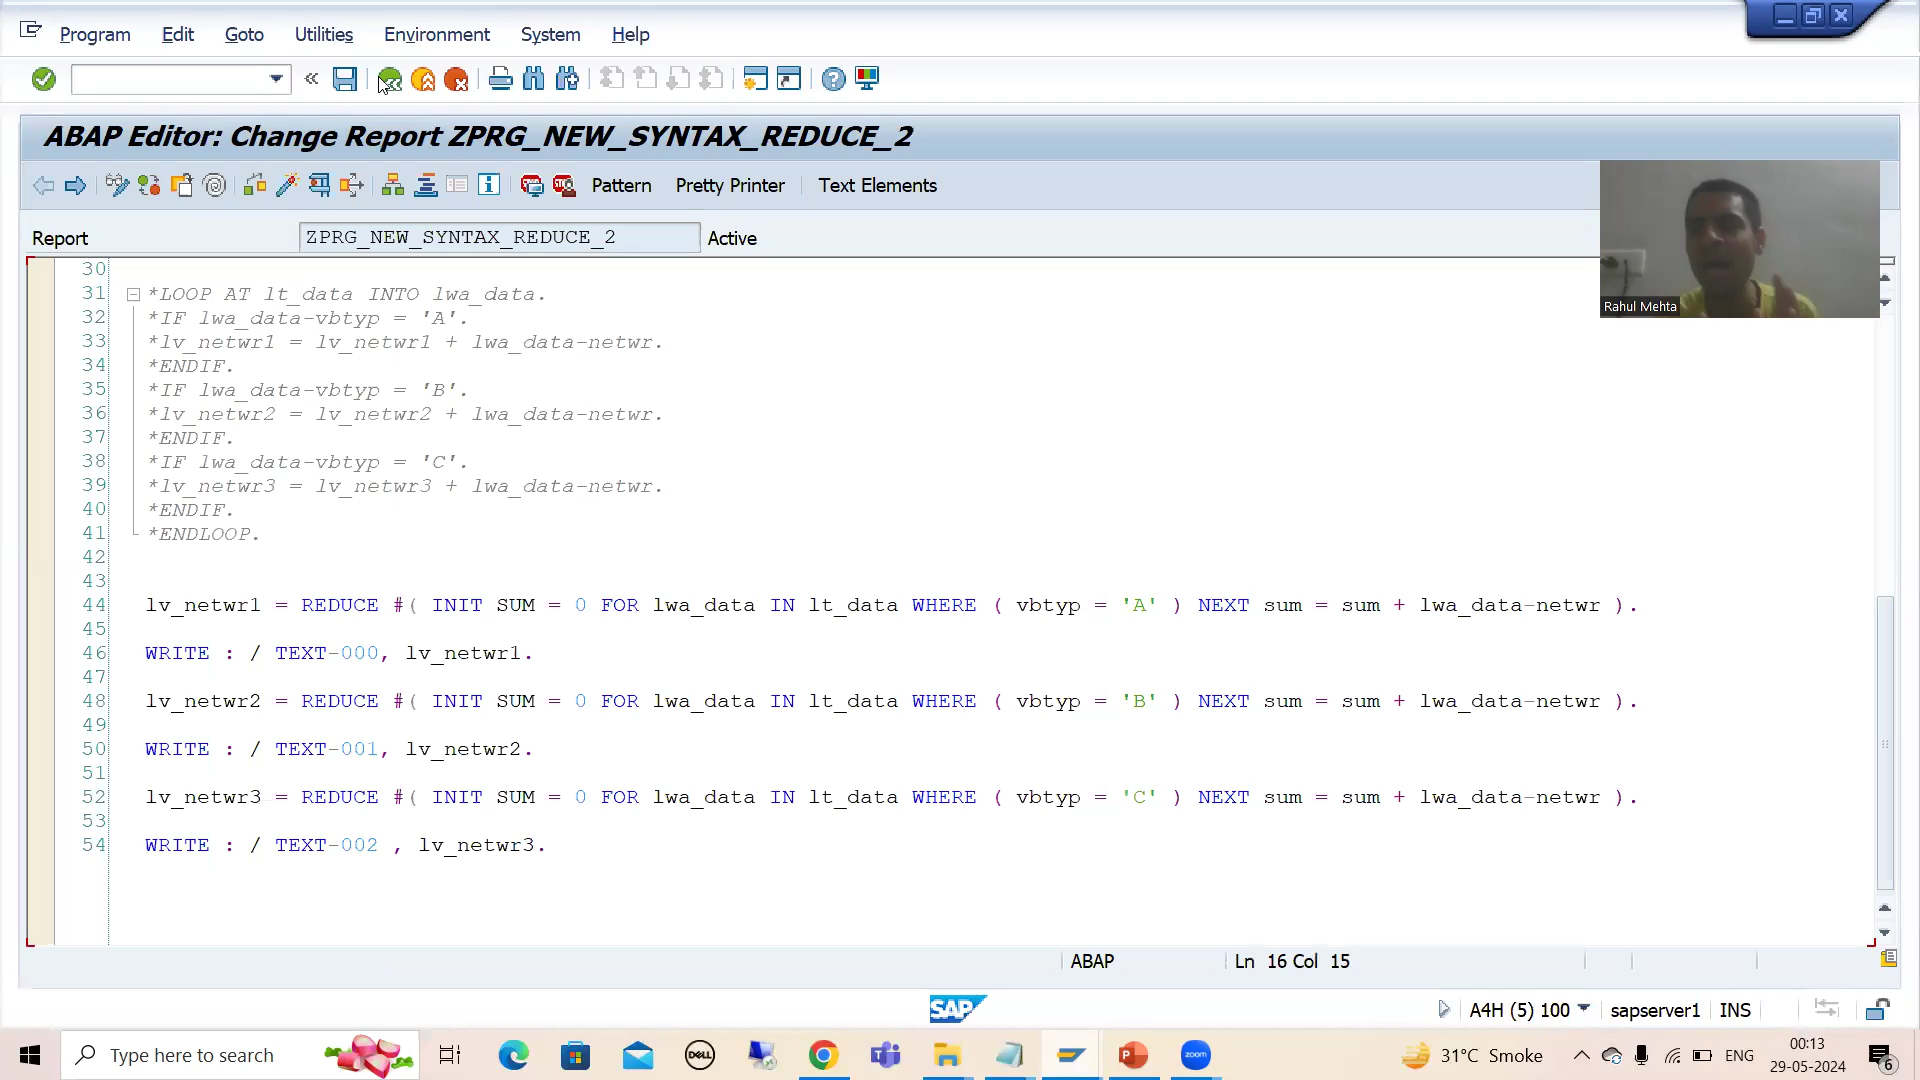 Program Edit Goto Utilities Environment System Help
ABAP Editor: Change Report ZPRG_NEW_SYNTAX_REDUCE_2
Pattern Pretty Printer Text Elements
Report ZPRG_NEW_SYNTAX_REDUCE_2 Active
Rahul Mehta
30
31 *LOOP AT lt_data INTO lwa_data.
32 *IF lwa_data-vbtyp = 'A'.
33 *lv_netwr1 = lv_netwr1 + lwa_data-netwr.
34 *ENDIF.
35 *IF lwa_data-vbtyp = 'B'.
36 *lv_netwr2 = lv_netwr2 + lwa_data-netwr.
37 *ENDIF.
38 *IF lwa_data-vbtyp = 'C'.
39 *lv_netwr3 = lv_netwr3 + lwa_data-netwr.
40 *ENDIF.
41 *ENDLOOP.
42
43
44 lv_netwr1 = REDUCE #( INIT SUM = 0 FOR lwa_data IN lt_data WHERE ( vbtyp = 'A' ) NEXT sum = sum + lwa_data-netwr ).
45
46 WRITE : / TEXT-000, lv_netwr1.
47
48 lv_netwr2 = REDUCE #( INIT SUM = 0 FOR lwa_data IN lt_data WHERE ( vbtyp = 'B' ) NEXT sum = sum + lwa_data-netwr ).
49
50 WRITE : / TEXT-001, lv_netwr2.
51
52 lv_netwr3 = REDUCE #( INIT SUM = 0 FOR lwa_data IN lt_data WHERE ( vbtyp = 'C' ) NEXT sum = sum + lwa_data-netwr ).
53
54 WRITE : / TEXT-002 , lv_netwr3.
ABAP Ln 16 Col 15
SAP A4H (5) 100 sapserver1 INS
Type here to search DELL zoom 31°C Smoke ENG 00:13
29-05-2024 6